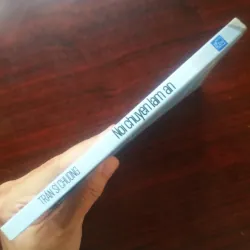 TRẦN SĨ CHƯƠNG
Nói chuyện làm ăn